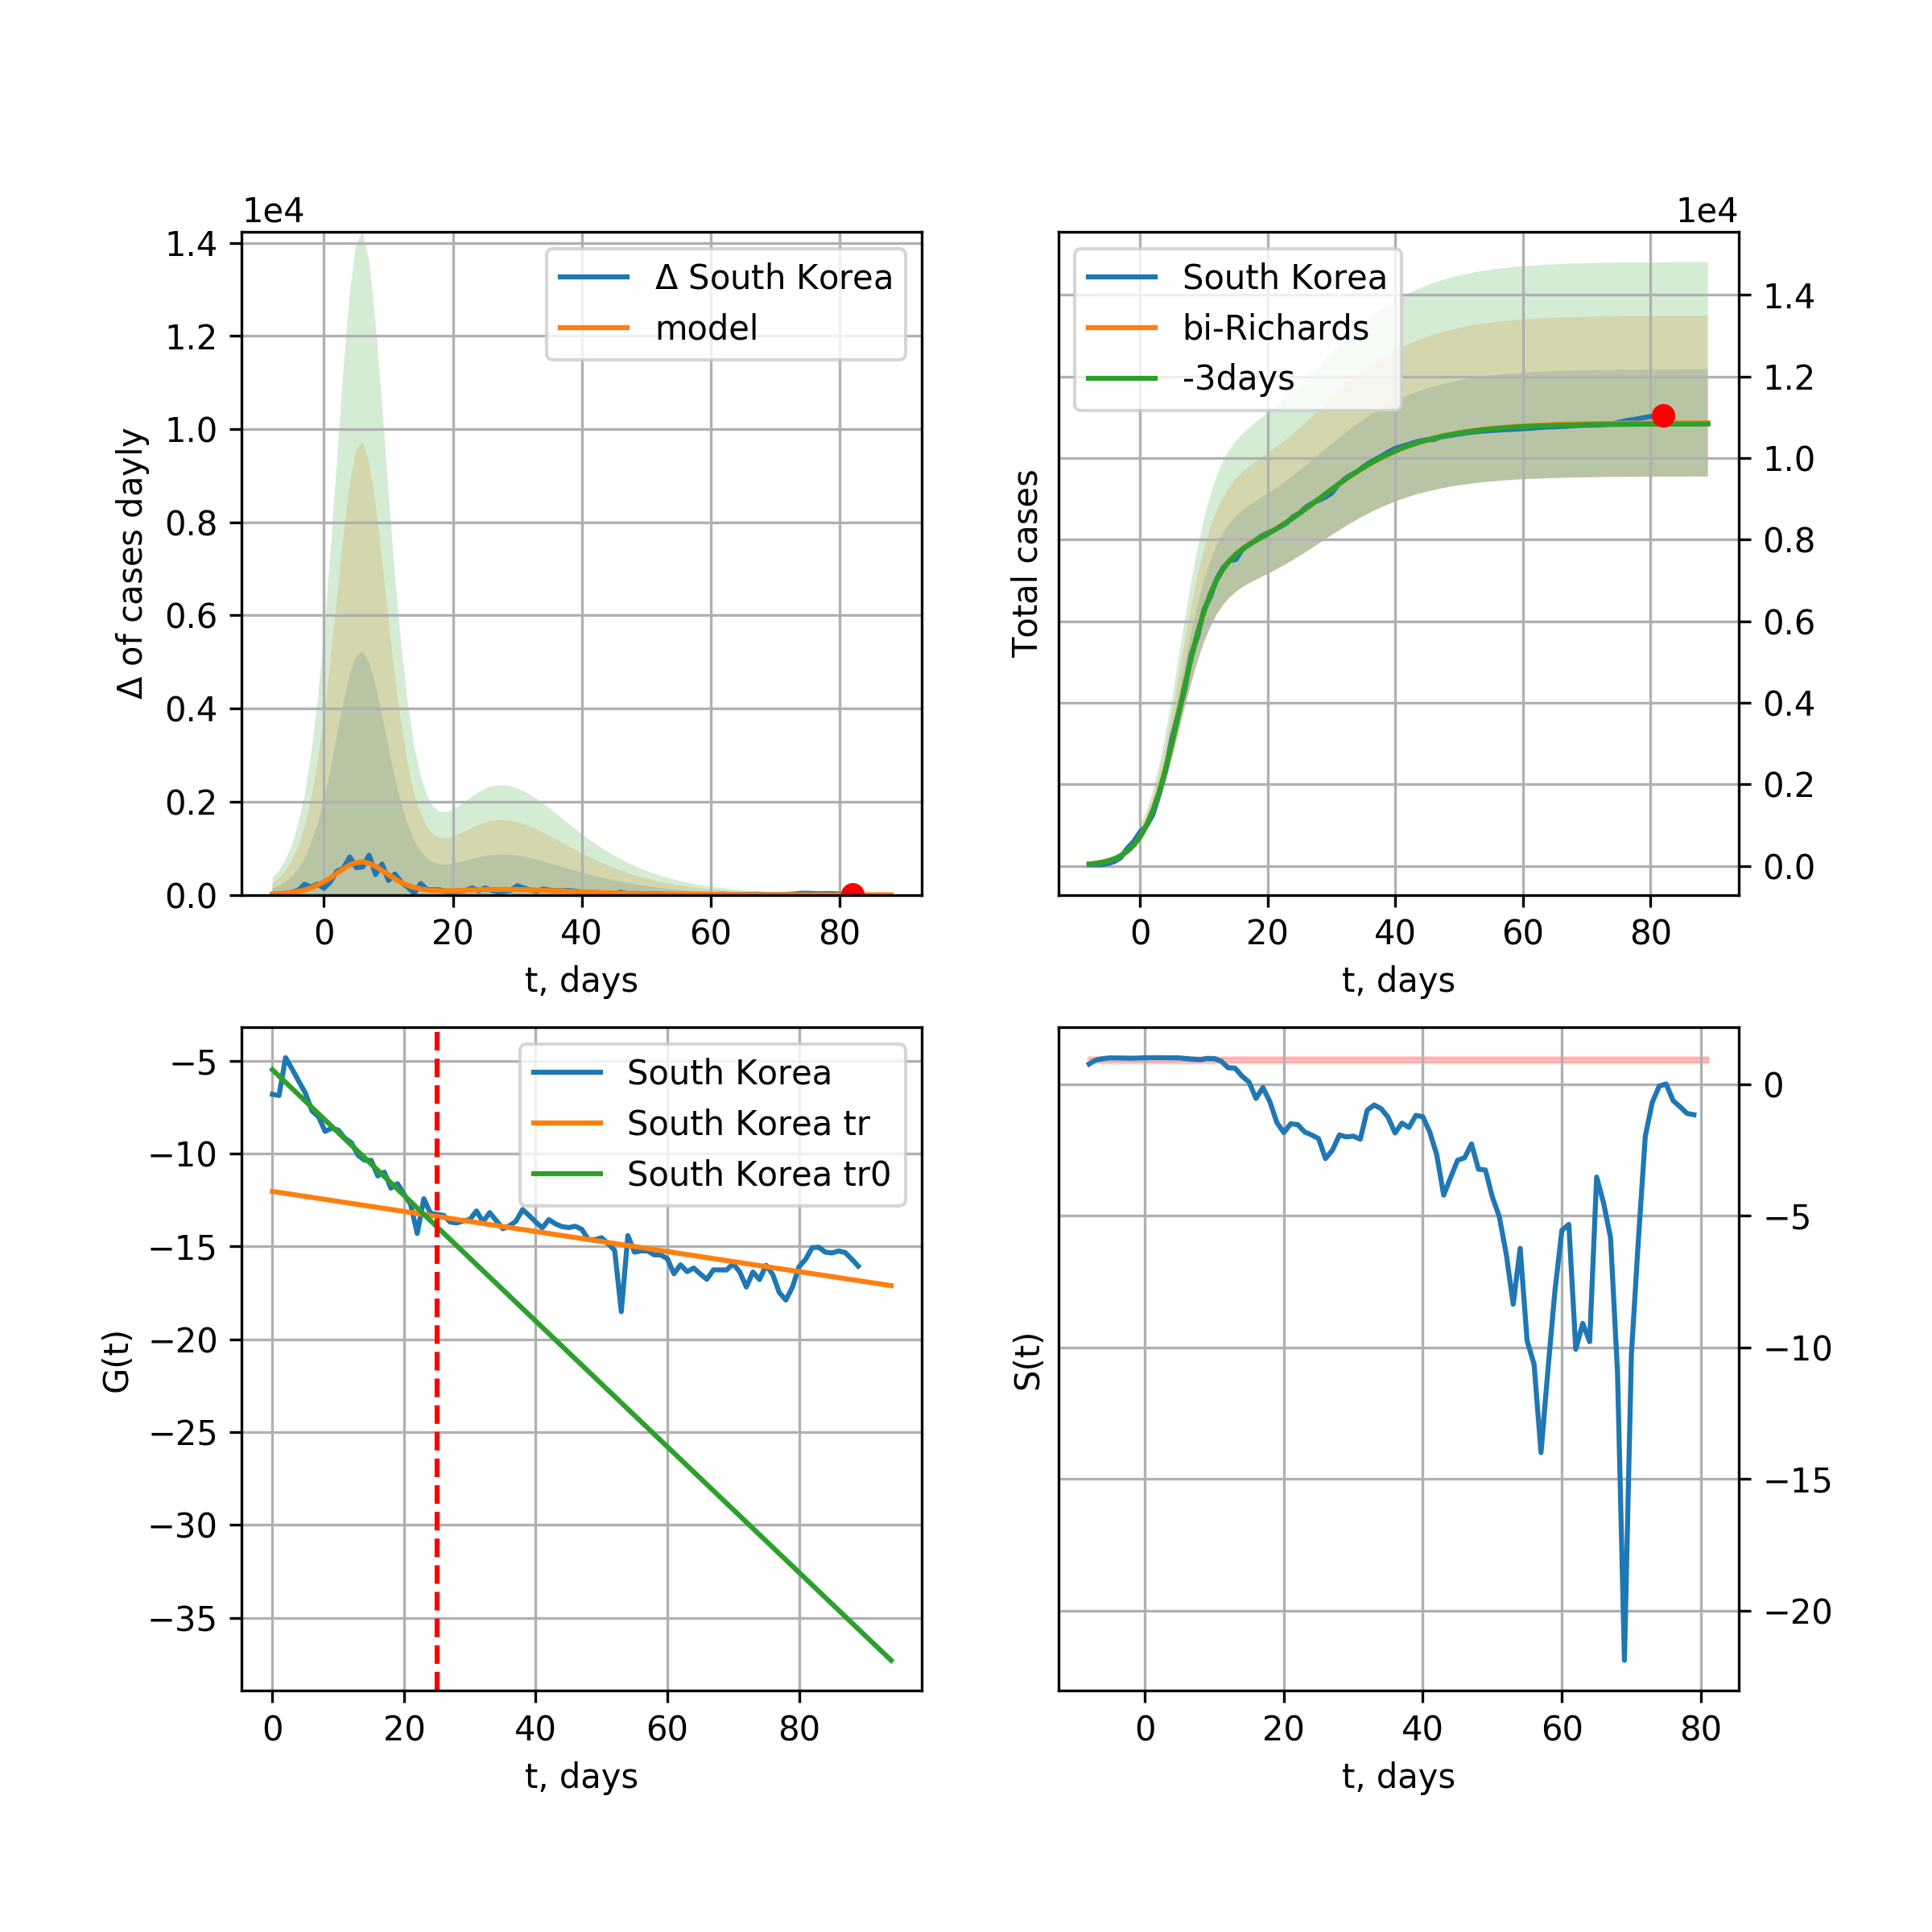 1e4
1.4
1.2
1.0
0.8
0.6
0.4
0.2
0.0
Δ of cases dayly
Δ South Korea
model
0 20 40 60 80
t, days
1e4
Total cases
South Korea
bi-Richards
-3days
1.4
1.2
1.0
0.8
0.6
0.4
0.2
0.0
0 20 40 60 80
t, days
−5
−10
−15
−20
−25
−30
−35
G(t)
South Korea
South Korea tr
South Korea tr0
0 20 40 60 80
t, days
S(t)
0
−5
−10
−15
−20
0 20 40 60 80
t, days